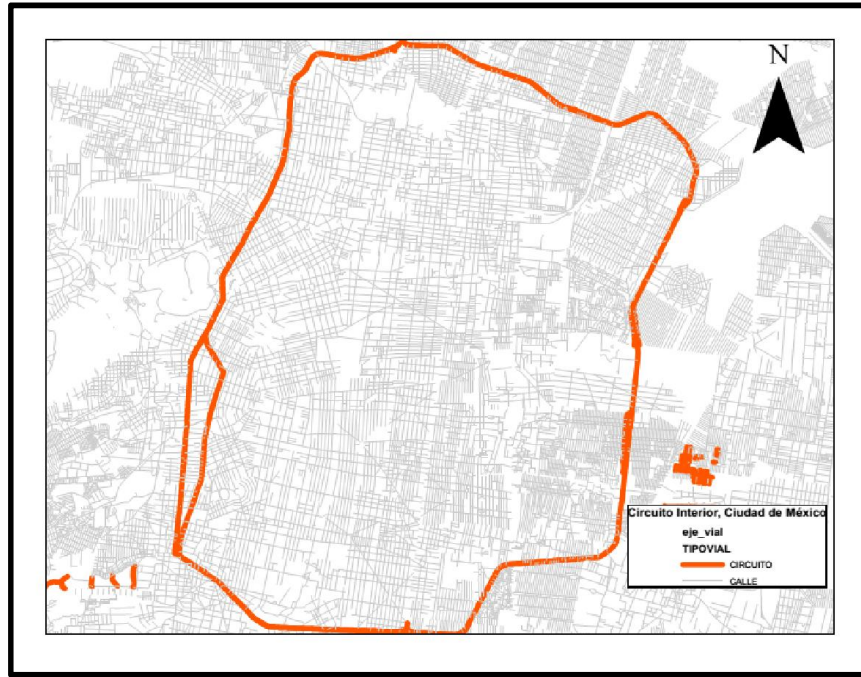 N
Circuito Interior, Ciudad de México
eje_vial
TIPOVIAL
CIRCUITO
CALLE